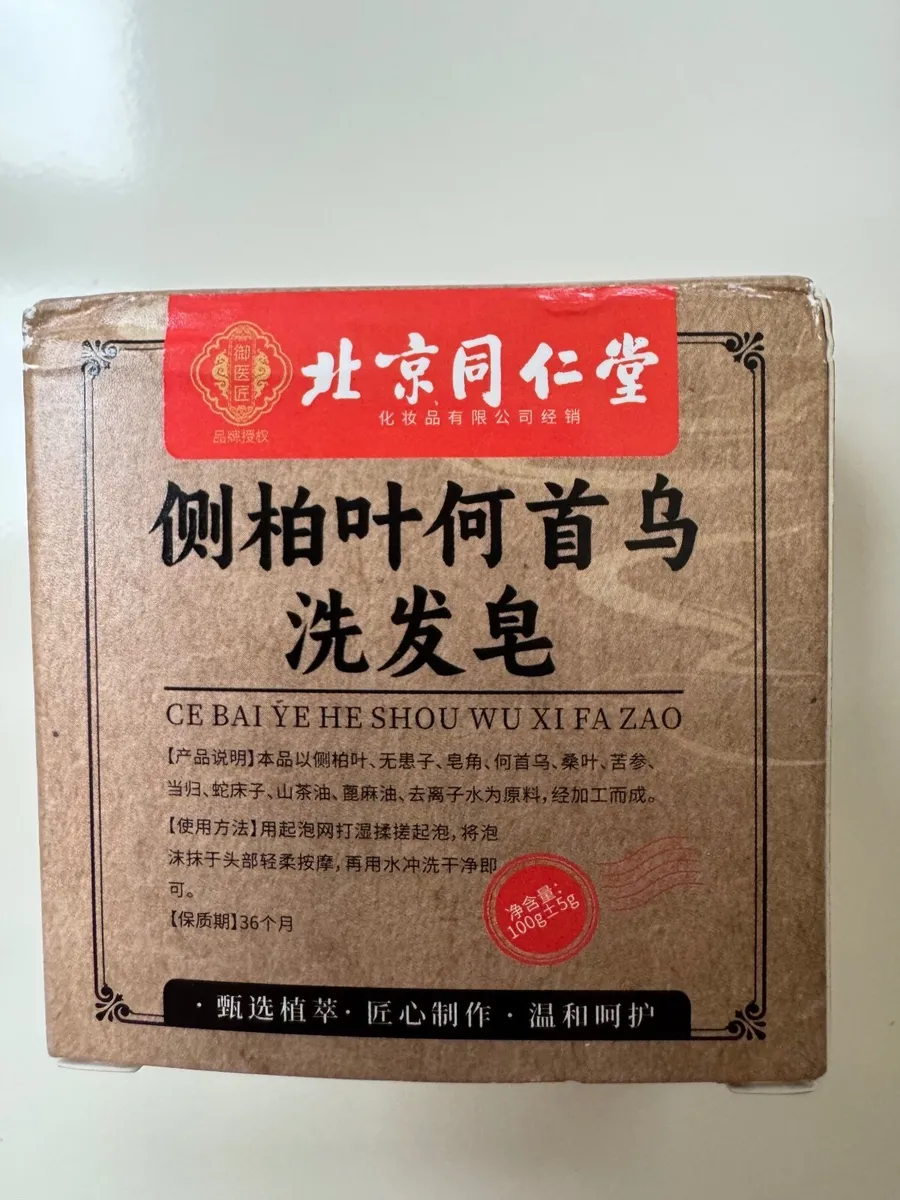 御医匠
品牌授权
北京同仁堂
化妆品有限公司经销
侧柏叶何首乌
洗发皂
CE BAI YE HE SHOU WU XI FA ZAO
【产品说明】本品以侧柏叶、无患子、皂角、何首乌、桑叶、苦参、
当归、蛇床子、山茶油、蓖麻油、去离子水为原料,经加工而成。
【使用方法】用起泡网打湿揉搓起泡,将泡
沫抹于头部轻柔按摩,再用水冲洗干净即
可。
【保质期】36个月
净含量:
100g±5g
·甄选植萃·匠心制作·温和呵护